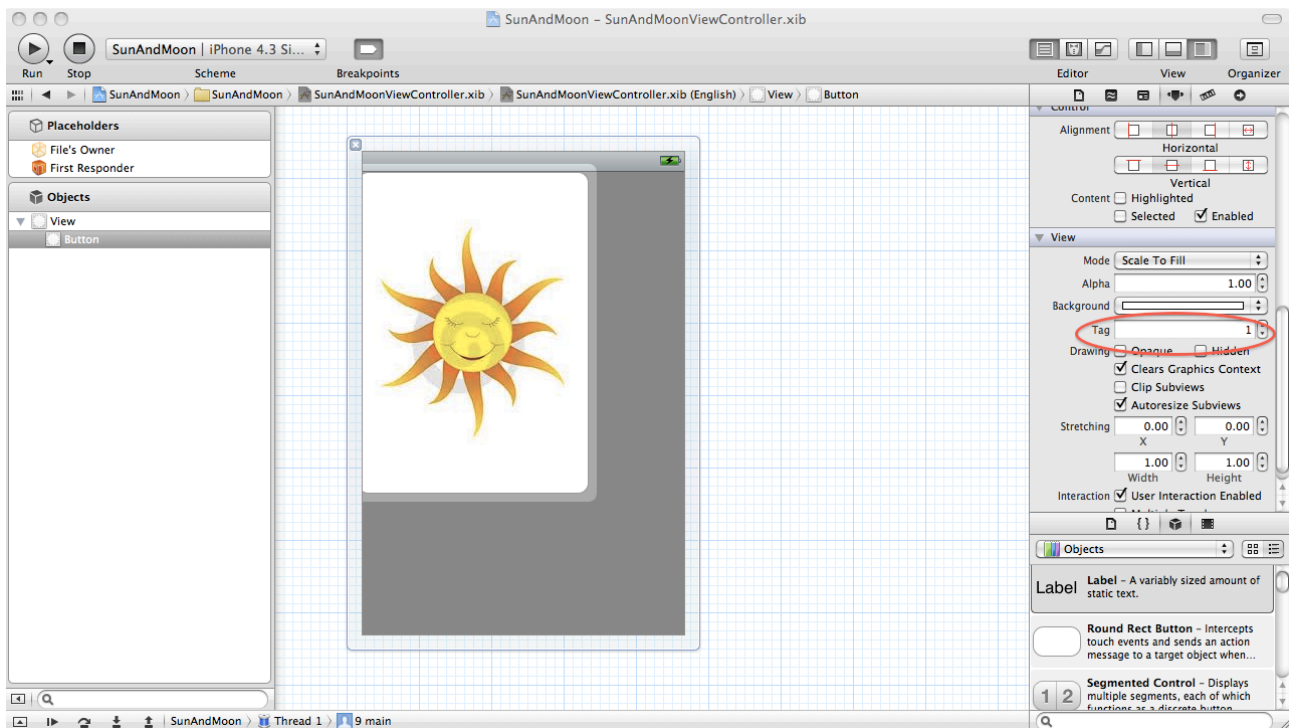 SunAndMoon – SunAndMoonViewController.xib
SunAndMoon | iPhone 4.3 Si...
Run Stop Scheme Breakpoints Editor View Organizer
SunAndMoon SunAndMoon SunAndMoonViewController.xib SunAndMoonViewController.xib (English) View Button
Placeholders
File's Owner
First Responder
Objects
View
Button
Control
Alignment
Horizontal
Vertical
Content Highlighted
Selected Enabled
View
Mode Scale To Fill
Alpha 1.00
Background
Tag 1
Drawing Opaque Hidden
Clears Graphics Context
Clip Subviews
Autoresize Subviews
Stretching 0.00 0.00
X Y
1.00 1.00
Width Height
Interaction User Interaction Enabled
{}
Objects
Label Label – A variably sized amount of
static text.
Round Rect Button – Intercepts
touch events and sends an action
message to a target object when...
1 2 Segmented Control – Displays
multiple segments, each of which
functions as a discrete button
SunAndMoon Thread 1 9 main